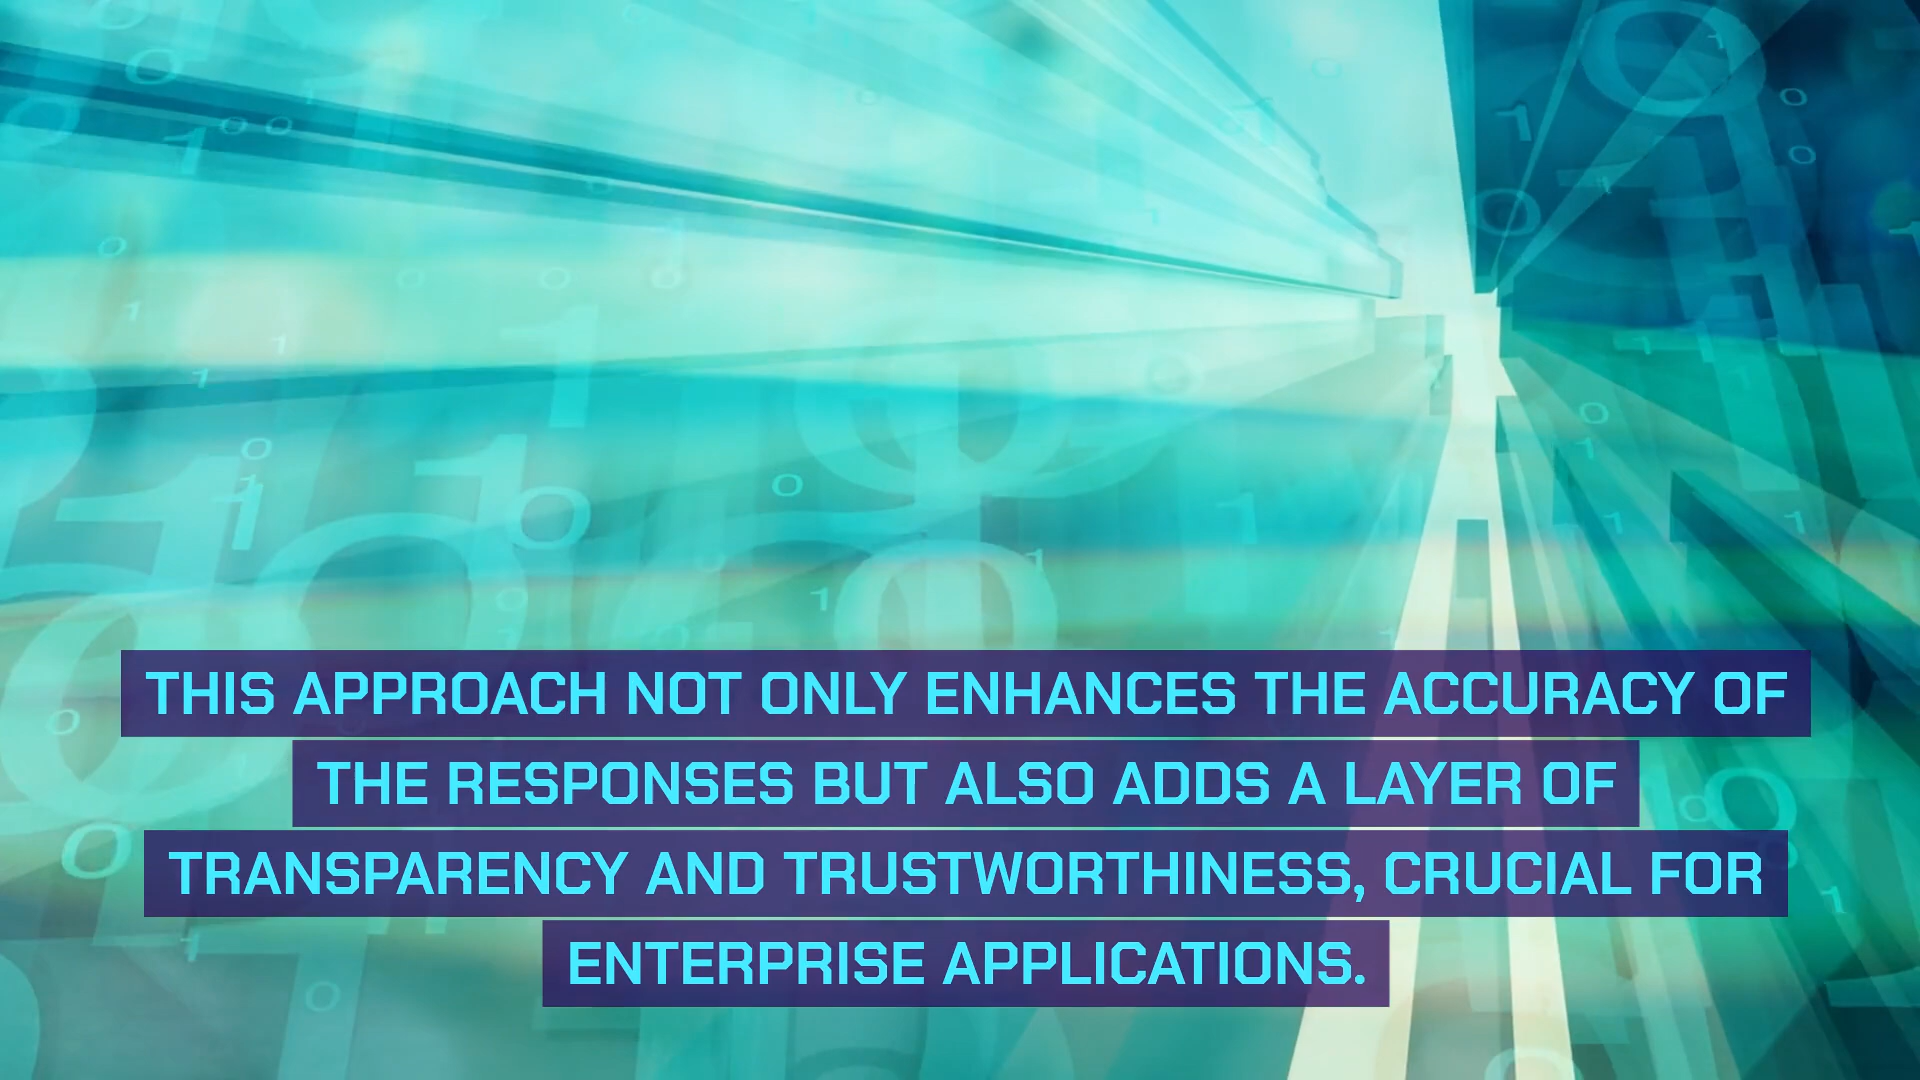 THIS APPROACH NOT ONLY ENHANCES THE ACCURACY OF
THE RESPONSES BUT ALSO ADDS A LAYER OF
TRANSPARENCY AND TRUSTWORTHINESS, CRUCIAL FOR
ENTERPRISE APPLICATIONS.